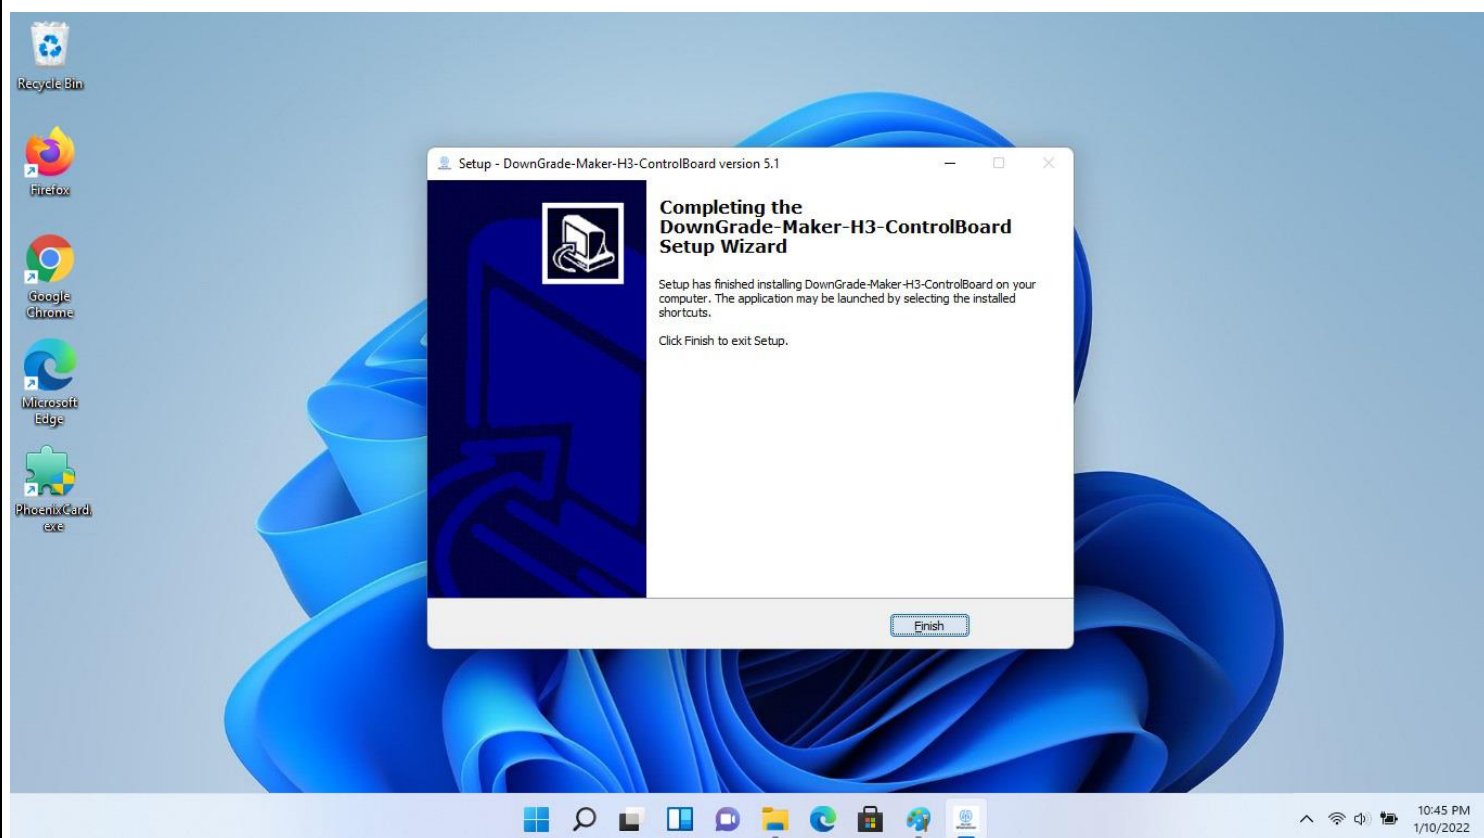 Recycle Bin
Firefox
Google
Chrome
Microsoft
Edge
PhoenixCard.
exe
Setup - DownGrade-Maker-H3-ControlBoard version 5.1
Completing the
DownGrade-Maker-H3-ControlBoard
Setup Wizard
Setup has finished installing DownGrade-Maker-H3-ControlBoard on your
computer. The application may be launched by selecting the installed
shortcuts.
Click Finish to exit Setup.
Finish
10:45 PM
1/10/2022